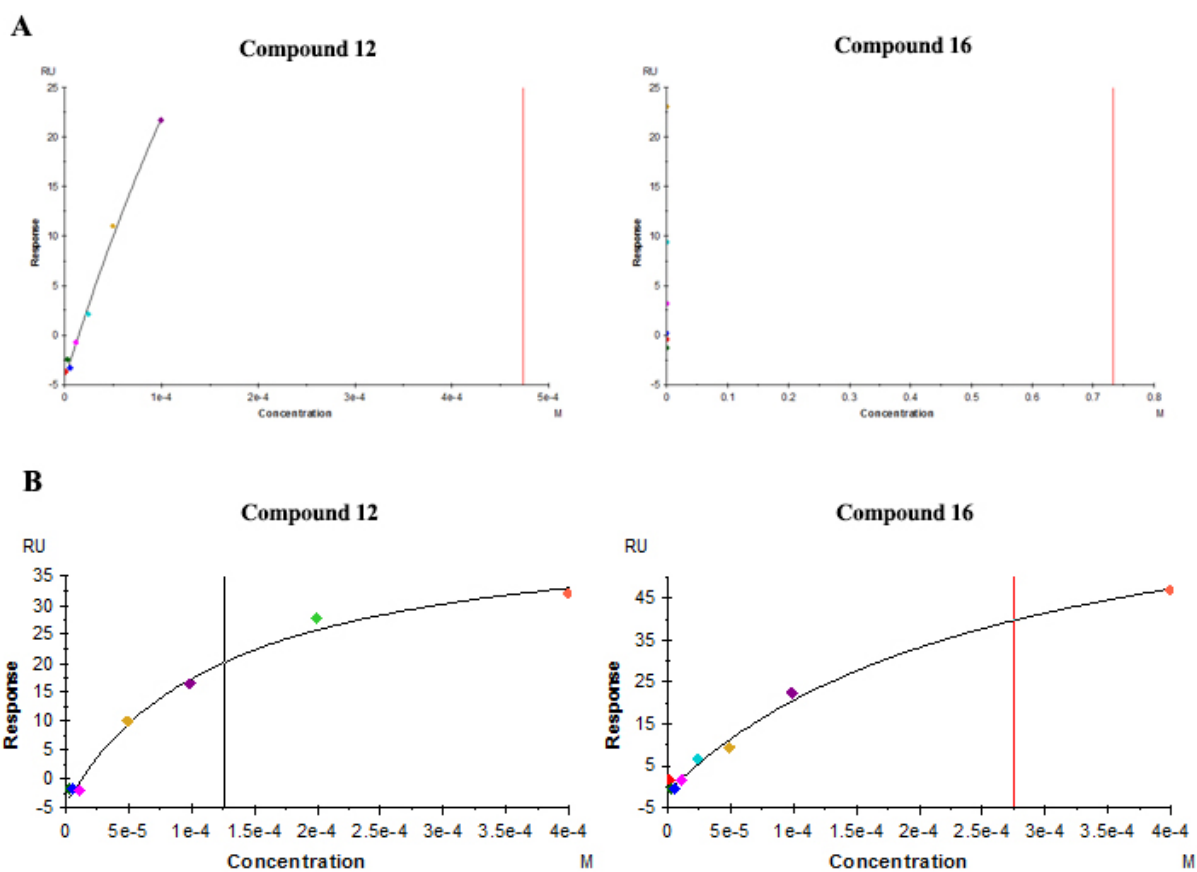 A
Compound 12
Compound 16
RU
RU
25
20
15
10
5
0
-5
Response
0
1e-4
2e-4
3e-4
4e-4
5e-4
Concentration
M
25
20
15
10
5
0
-5
Response
0
0.1
0.2
0.3
0.4
0.5
0.6
0.7
0.8
Concentration
M
B
Compound 12
Compound 16
RU
RU
35
30
25
20
15
10
5
0
-5
Response
0
5e-5
1e-4
1.5e-4
2e-4
2.5e-4
3e-4
3.5e-4
4e-4
Concentration
M
45
35
25
15
5
-5
Response
0
5e-5
1e-4
1.5e-4
2e-4
2.5e-4
3e-4
3.5e-4
4e-4
Concentration
M